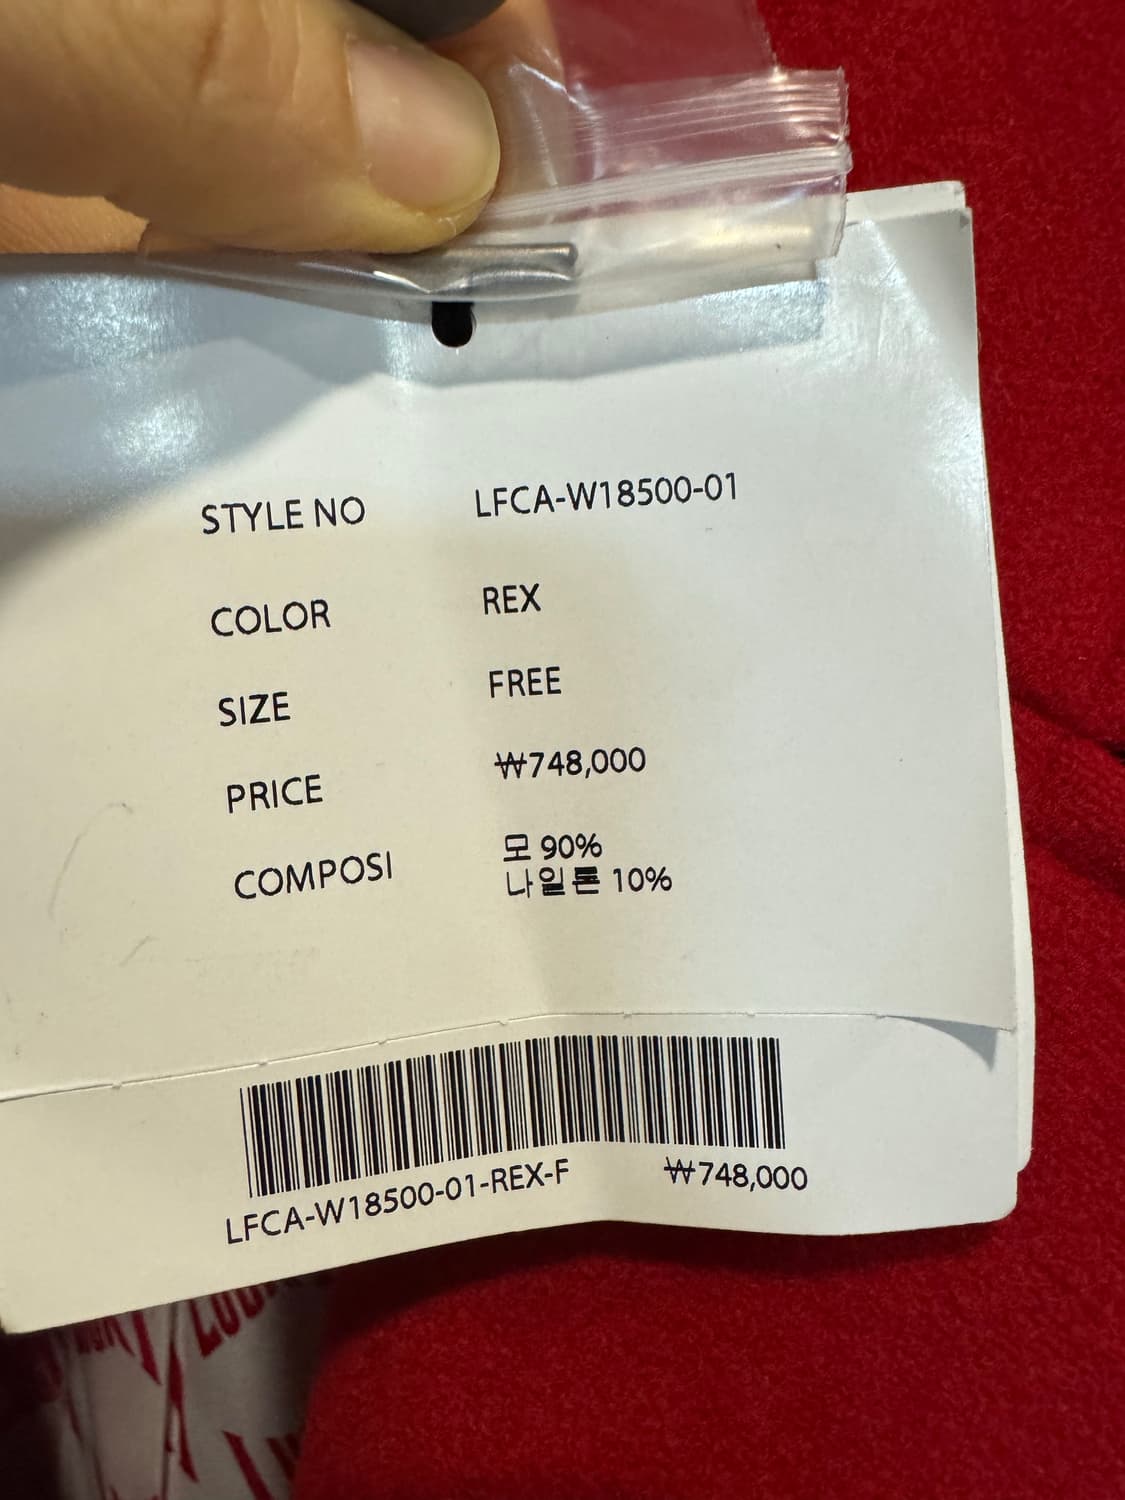 STYLE NO LFCA-W18500-01
COLOR REX
SIZE FREE
PRICE ₩748,000
COMPOSI 모 90%
나일론 10%
LFCA-W18500-01-REX-F ₩748,000